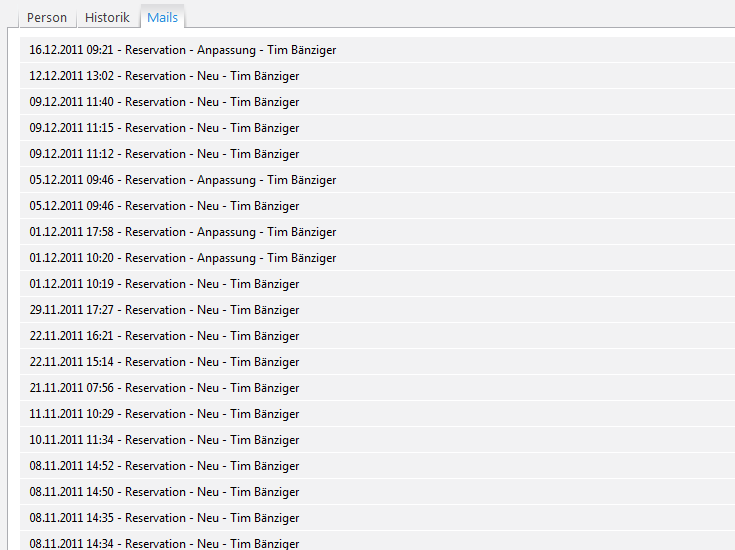 Person Historik Mails
16.12.2011 09:21 - Reservation - Anpassung - Tim Bänziger
12.12.2011 13:02 - Reservation - Neu - Tim Bänziger
09.12.2011 11:40 - Reservation - Neu - Tim Bänziger
09.12.2011 11:15 - Reservation - Neu - Tim Bänziger
09.12.2011 11:12 - Reservation - Neu - Tim Bänziger
05.12.2011 09:46 - Reservation - Anpassung - Tim Bänziger
05.12.2011 09:46 - Reservation - Neu - Tim Bänziger
01.12.2011 17:58 - Reservation - Anpassung - Tim Bänziger
01.12.2011 10:20 - Reservation - Anpassung - Tim Bänziger
01.12.2011 10:19 - Reservation - Neu - Tim Bänziger
29.11.2011 17:27 - Reservation - Neu - Tim Bänziger
22.11.2011 16:21 - Reservation - Neu - Tim Bänziger
22.11.2011 15:14 - Reservation - Neu - Tim Bänziger
21.11.2011 07:56 - Reservation - Neu - Tim Bänziger
11.11.2011 10:29 - Reservation - Neu - Tim Bänziger
10.11.2011 11:34 - Reservation - Neu - Tim Bänziger
08.11.2011 14:52 - Reservation - Neu - Tim Bänziger
08.11.2011 14:50 - Reservation - Neu - Tim Bänziger
08.11.2011 14:35 - Reservation - Neu - Tim Bänziger
08.11.2011 14:34 - Reservation - Neu - Tim Bänziger